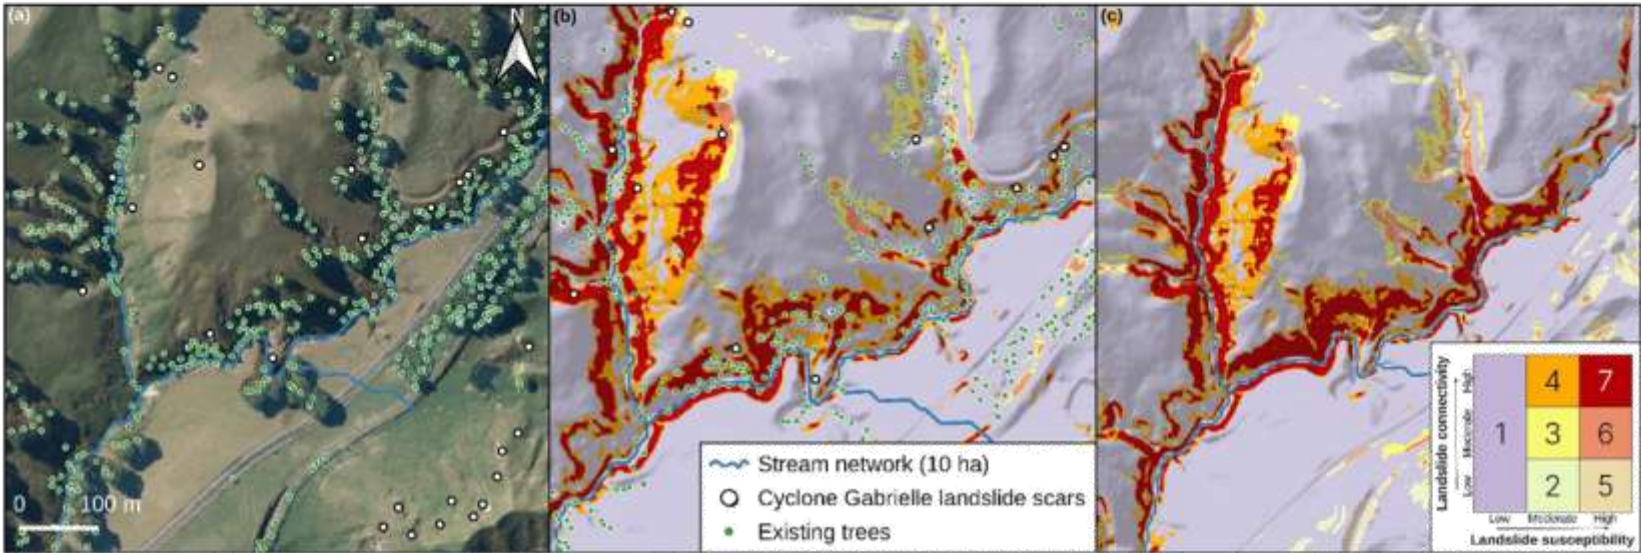 (a)
N
0 100 m
(b)
Stream network (10 ha)
Cyclone Gabrielle landslide scars
Existing trees
(c)
Landslide connectivity
High
Moderate
Low
4 7
1 3 6
2 5
Low Moderate High
Landslide susceptibility